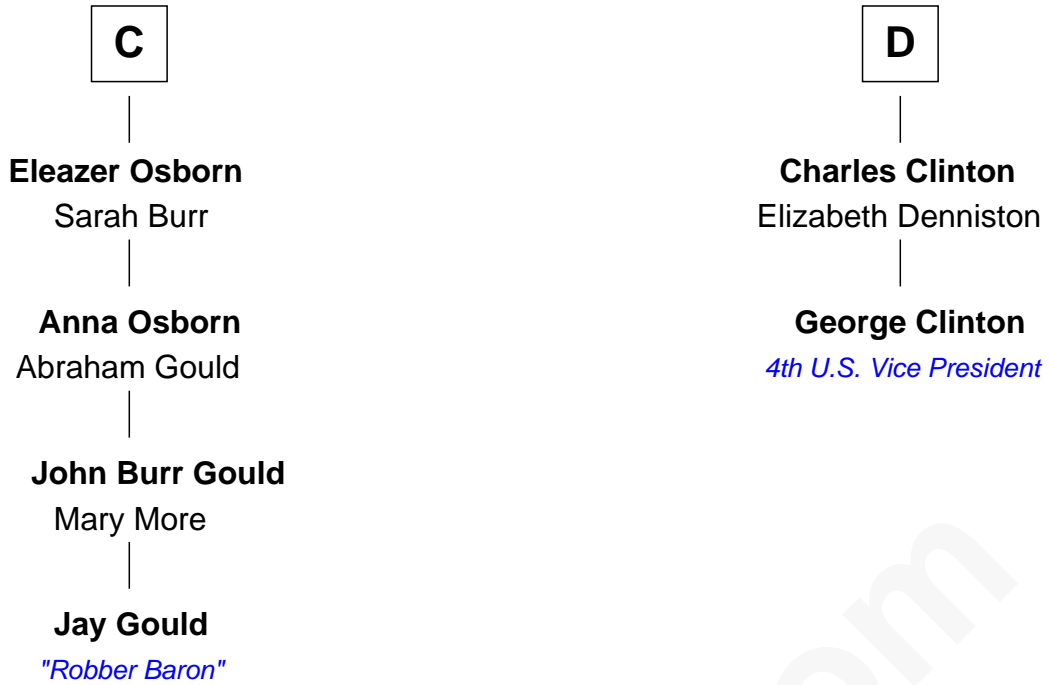 C
Eleazer Osborn
Sarah Burr
Anna Osborn
Abraham Gould
John Burr Gould
Mary More
Jay Gould
"Robber Baron"
D
Charles Clinton
Elizabeth Denniston
George Clinton
4th U.S. Vice President
om